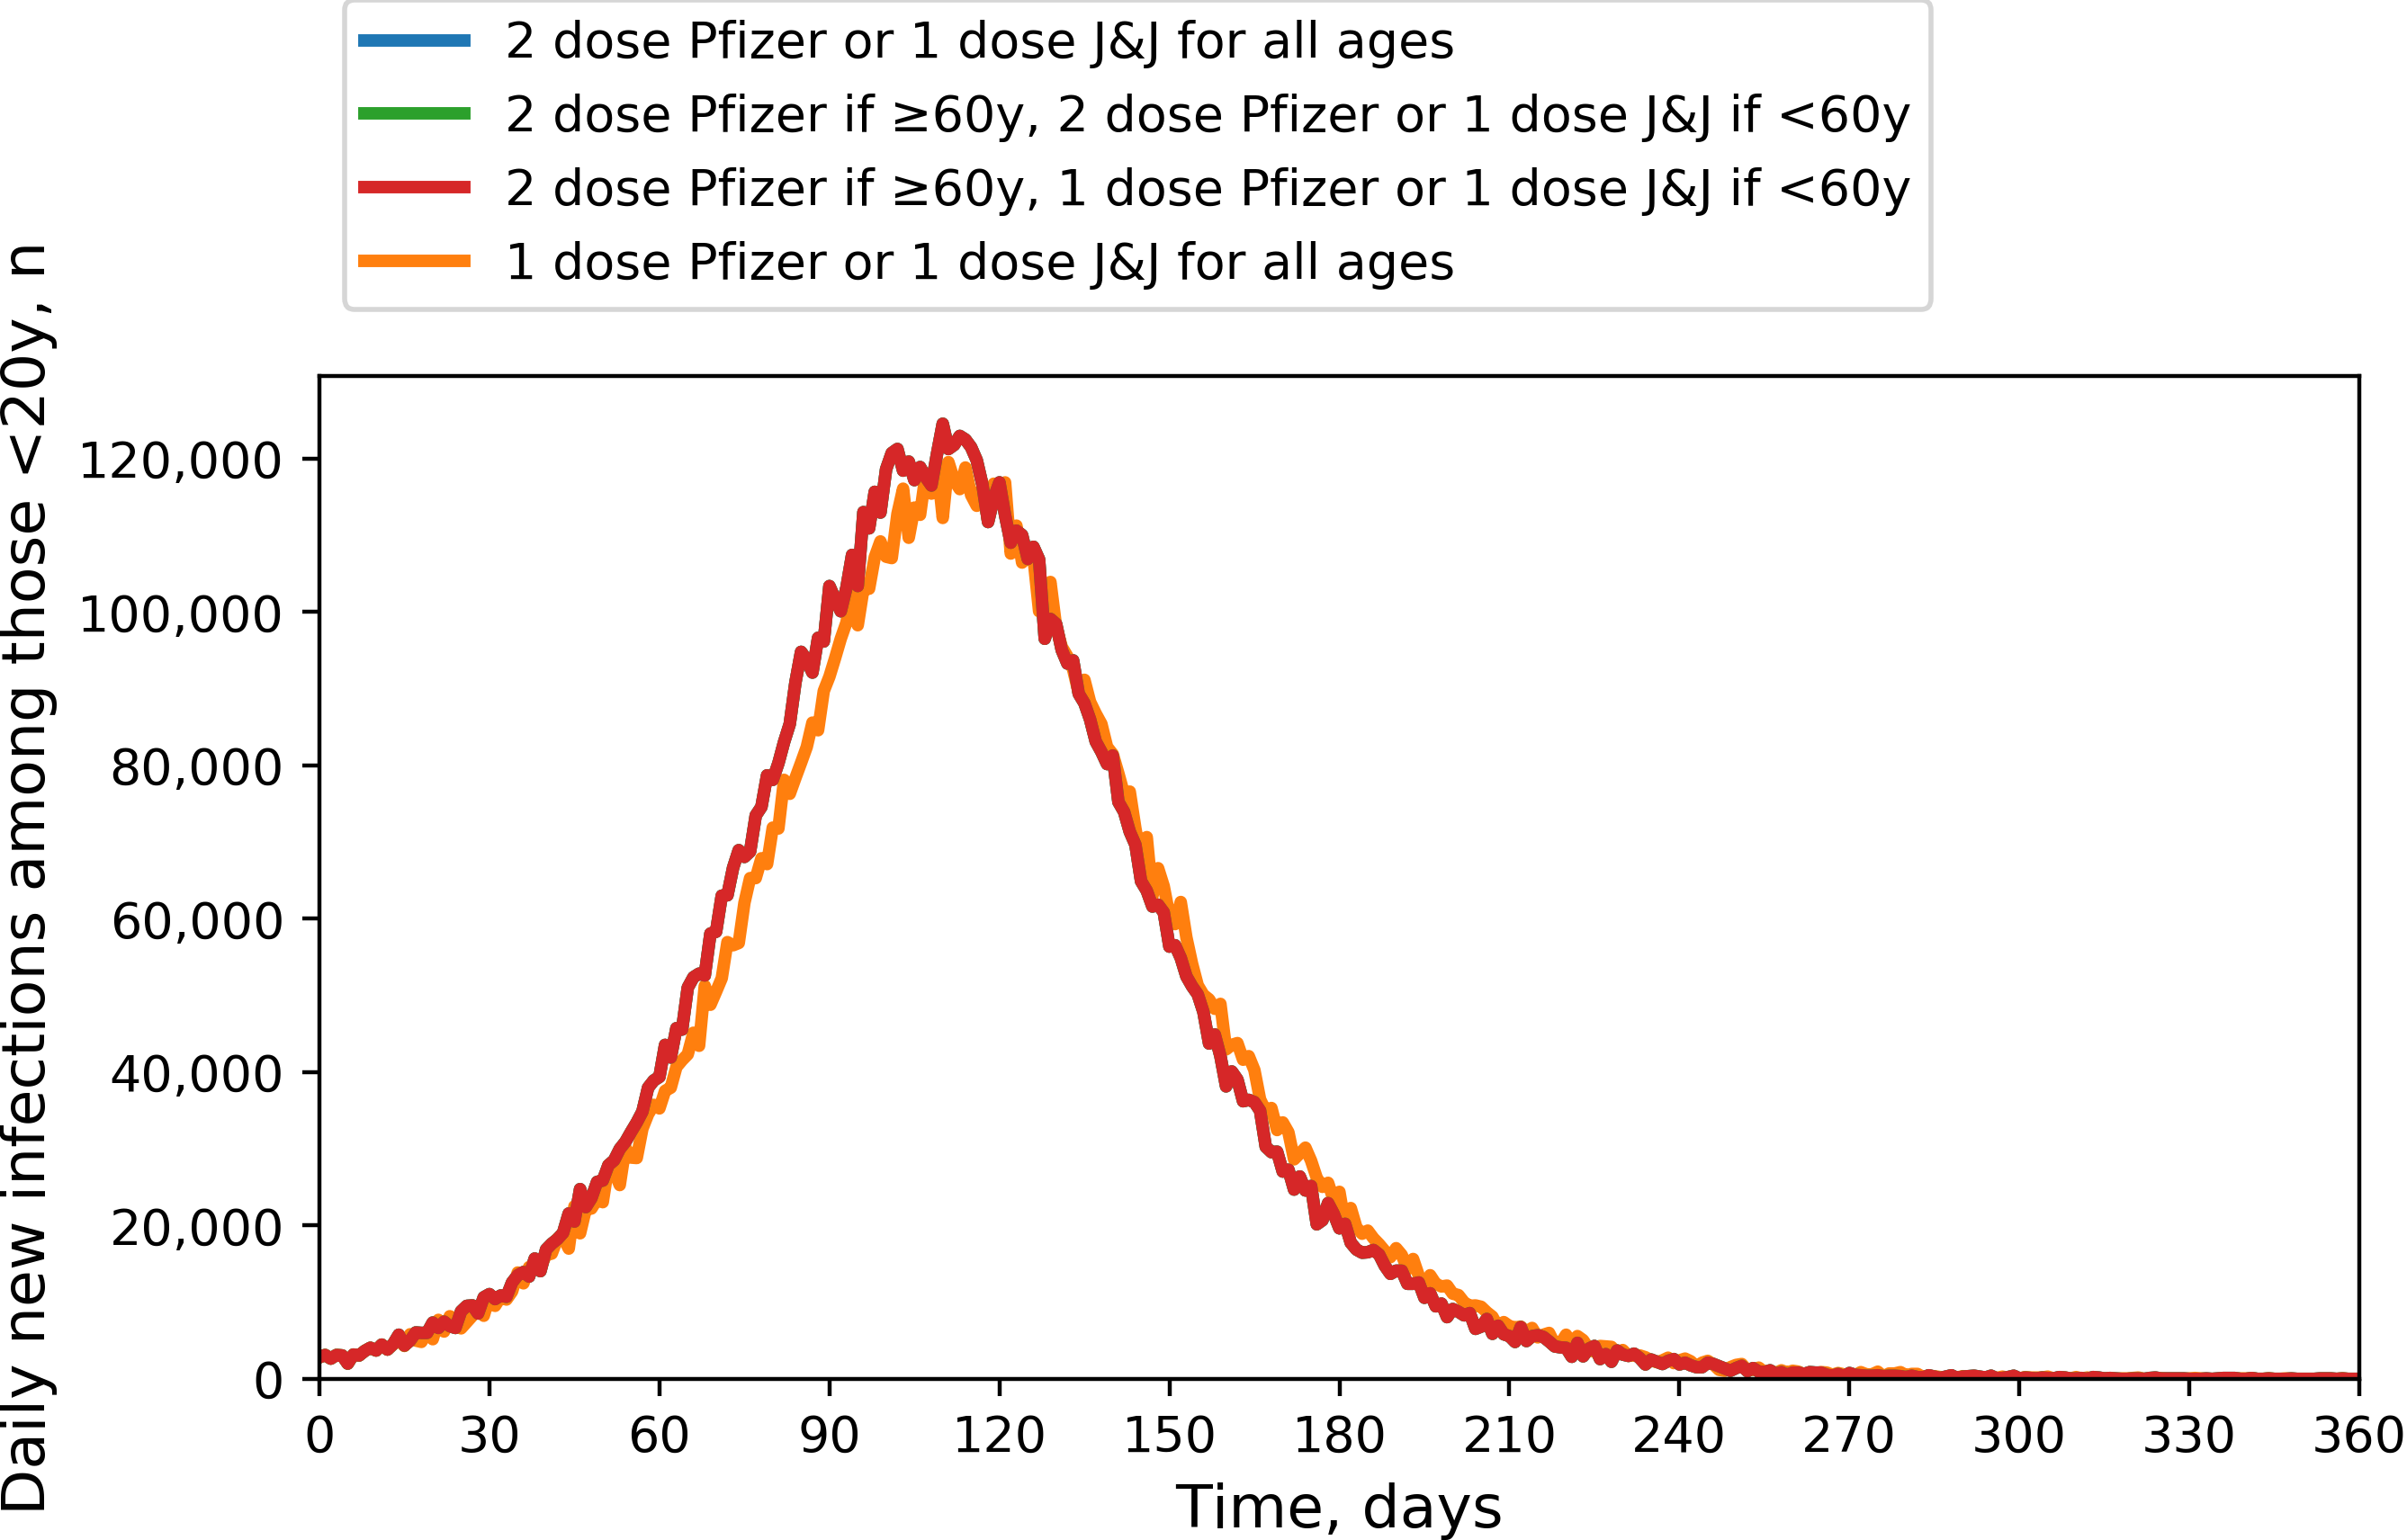 2 dose Pfizer or 1 dose J&J for all ages
2 dose Pfizer if ≥60y, 2 dose Pfizer or 1 dose J&J if <60y
2 dose Pfizer if ≥60y, 1 dose Pfizer or 1 dose J&J if <60y
1 dose Pfizer or 1 dose J&J for all ages
Daily new infections among those <20y, n
120,000
100,000
80,000
60,000
40,000
20,000
0
0 30 60 90 120 150 180 210 240 270 300 330 360
Time, days